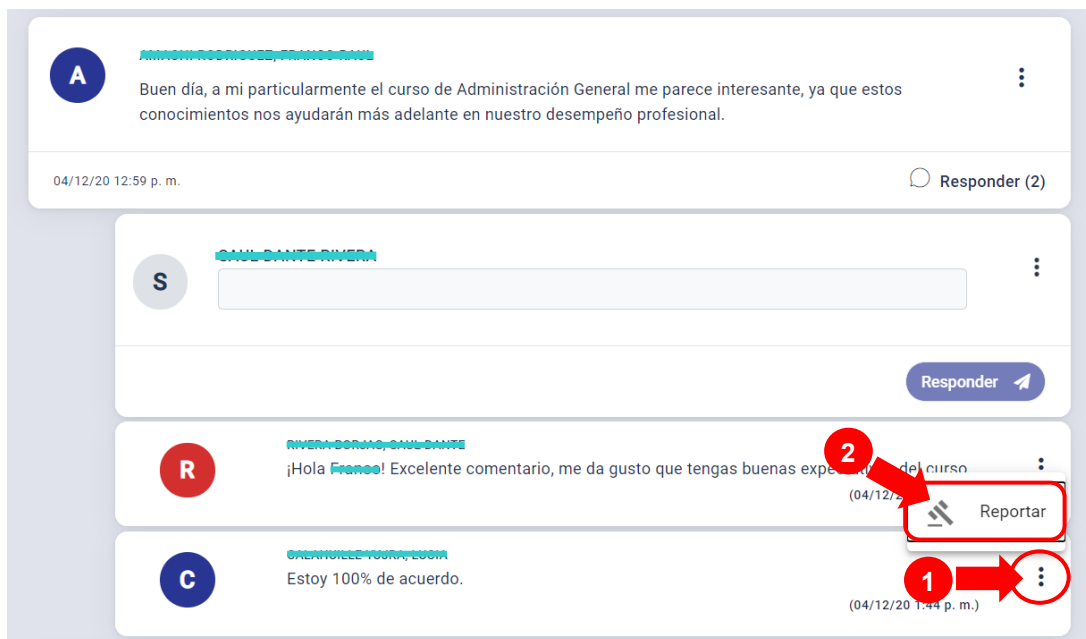 A
Buen día, a mi particularmente el curso de Administración General me parece interesante, ya que estos
conocimientos nos ayudarán más adelante en nuestro desempeño profesional.
04/12/20 12:59 p. m.
Responder (2)
S
Responder
R
¡Hola ! Excelente comentario, me da gusto que tengas buenas del curso
2
(04/12/2
Reportar
C
Estoy 100% de acuerdo.
1
(04/12/20 1:44 p. m.)